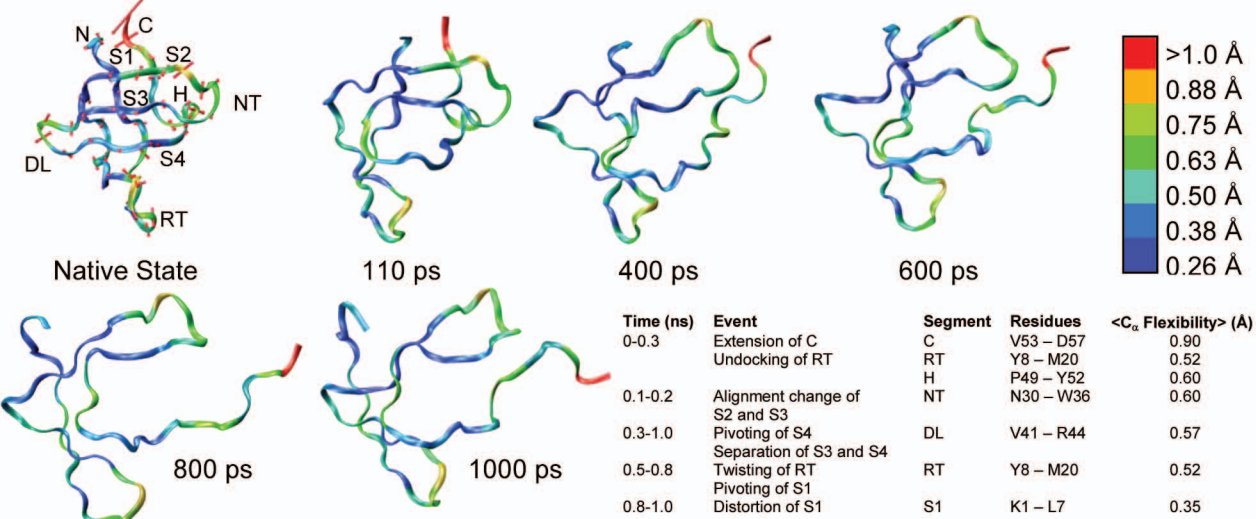 N
C
S1
S2
S3
H
NT
DL
S4
RT
Native State
110 ps
400 ps
600 ps
>1.0 Å
0.88 Å
0.75 Å
0.63 Å
0.50 Å
0.38 Å
0.26 Å
800 ps
1000 ps
Time (ns) Event Segment Residues <Cα Flexibility> (Å)
0-0.3 Extension of C C V53 – D57 0.90
Undocking of RT RT Y8 – M20 0.52
H P49 – Y52 0.60
0.1-0.2 Alignment change of NT N30 – W36 0.60
S2 and S3
0.3-1.0 Pivoting of S4 DL V41 – R44 0.57
Separation of S3 and S4
0.5-0.8 Twisting of RT RT Y8 – M20 0.52
Pivoting of S1
0.8-1.0 Distortion of S1 S1 K1 – L7 0.35